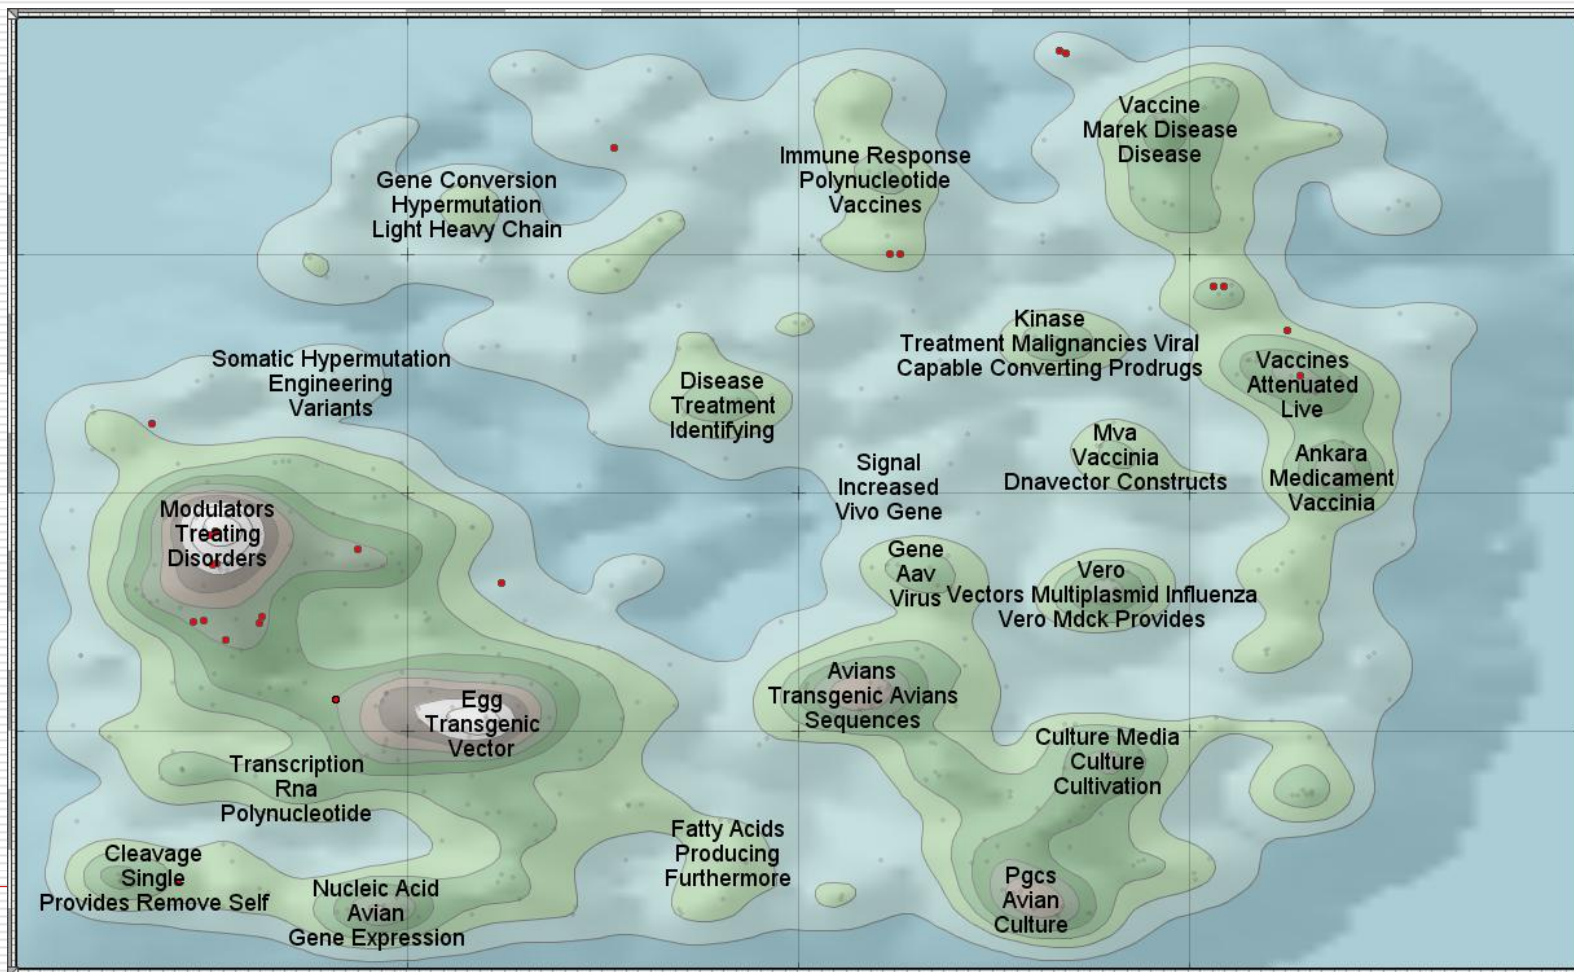 Vaccine
Marek Disease
Disease
Immune Response
Polynucleotide
Vaccines
Gene Conversion
Hypermutation
Light Heavy Chain
Kinase
Treatment Malignancies Viral
Capable Converting Prodrugs
Somatic Hypermutation
Engineering
Variants
Vaccines
Attenuated
Live
Disease
Treatment
Identifying
Mva
Vaccinia
Dnavector Constructs
Ankara
Medicament
Vaccinia
Signal
Increased
Vivo Gene
Modulators
Treating
Disorders
Gene
Aav
Virus
Vero
Vectors Multiplasmid Influenza
Vero Mdck Provides
Avians
Transgenic Avians
Sequences
Egg
Transgenic
Vector
Culture Media
Culture
Cultivation
Transcription
Rna
Polynucleotide
Fatty Acids
Producing
Furthermore
Cleavage
Single
Provides Remove Self
Pgcs
Avian
Culture
Nucleic Acid
Avian
Gene Expression